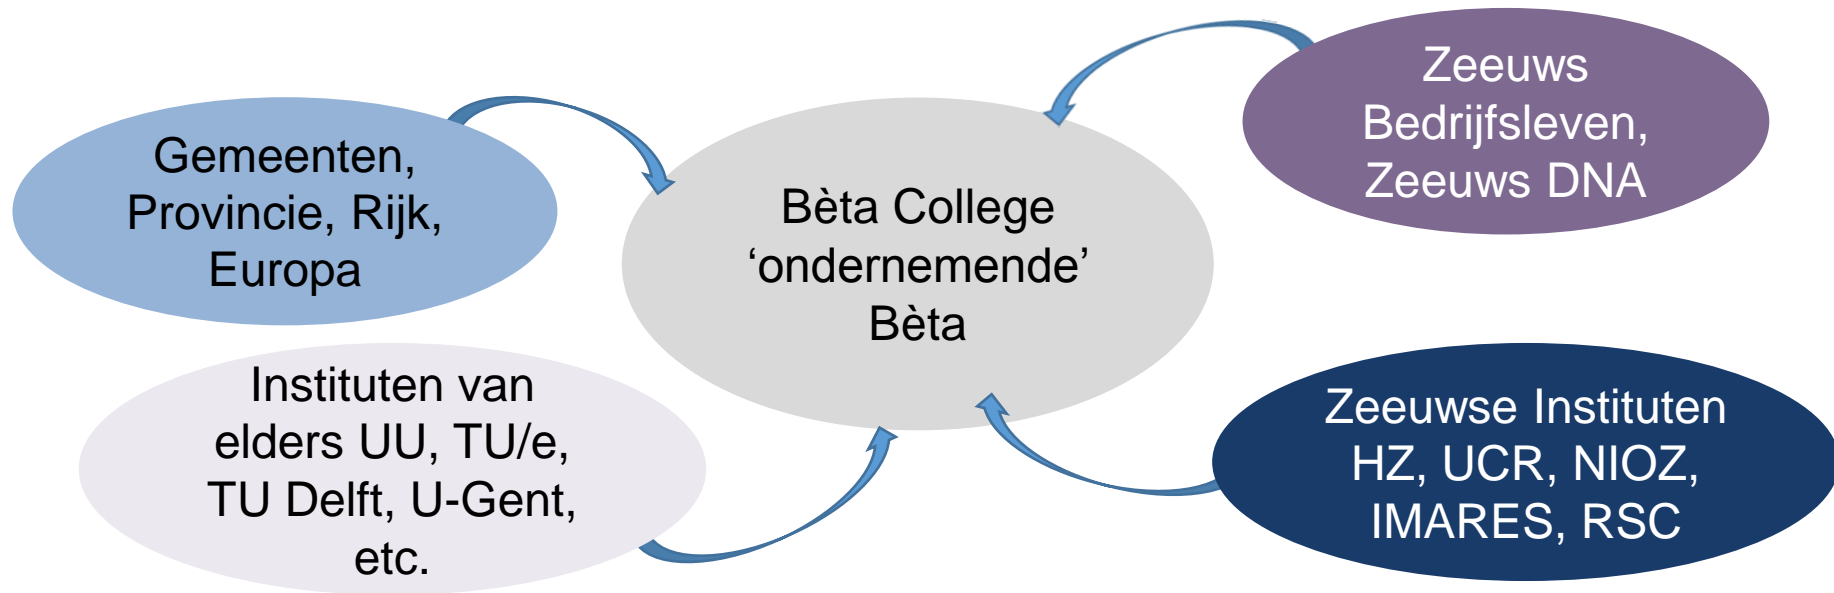 Gemeenten,
Provincie, Rijk,
Europa
Instituten van
elders UU, TU/e,
TU Delft, U-Gent,
etc.
Bèta College
‘ondernemende’
Bèta
Zeeuws
Bedrijfsleven,
Zeeuws DNA
Zeeuwse Instituten
HZ, UCR, NIOZ,
IMARES, RSC